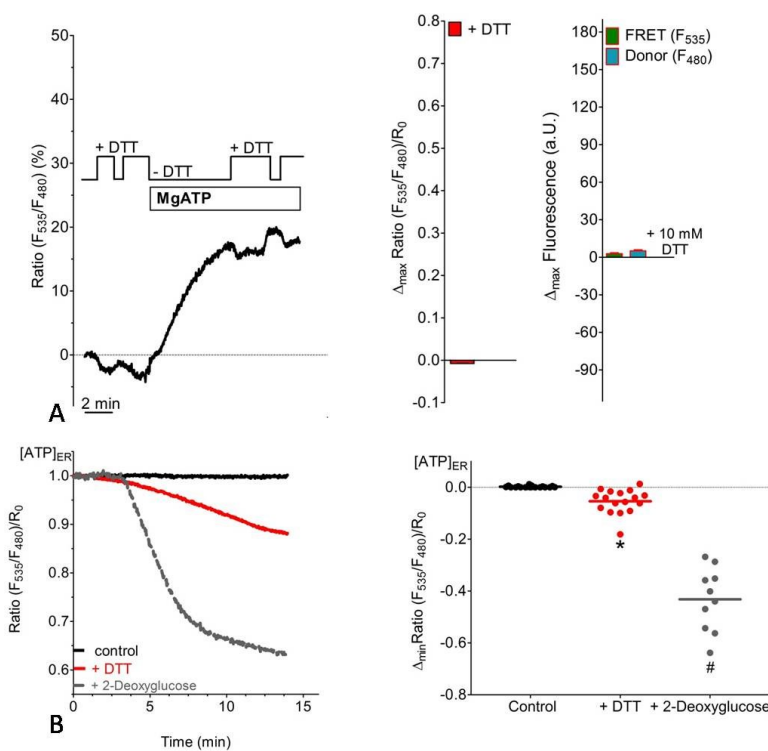 50
40
30
20
10
0
Ratio (F535/F480) (%)
+ DTT
- DTT
+ DTT
MgATP
2 min
A
0.8
0.7
0.6
0.5
0.4
0.3
0.2
0.1
0.0
-0.1
Δmax Ratio (F535/F480)/R0
+ DTT
180
150
120
90
60
30
0
-30
-60
-90
Δmax Fluorescence (a.U.)
FRET (F535)
Donor (F480)
+ 10 mM
DTT
[ATP]ER
1.0
0.9
0.8
0.7
0.6
Ratio (F535/F480)/R0
control
+ DTT
+ 2-Deoxyglucose
0
5
10
15
Time (min)
B
[ATP]ER
0.0
-0.2
-0.4
-0.6
-0.8
ΔminRatio (F535/F480)/R0
*
#
Control
+ DTT
+ 2-Deoxyglucose